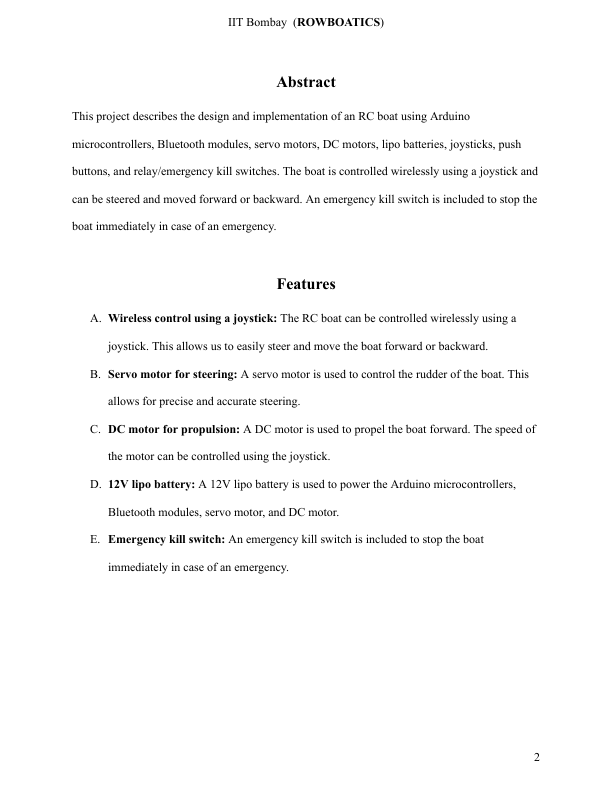 IIT Bombay (ROWBOATICS)
Abstract
This project describes the design and implementation of an RC boat using Arduino
microcontrollers, Bluetooth modules, servo motors, DC motors, lipo batteries, joysticks, push
buttons, and relay/emergency kill switches. The boat is controlled wirelessly using a joystick and
can be steered and moved forward or backward. An emergency kill switch is included to stop the
boat immediately in case of an emergency.
Features
A. Wireless control using a joystick: The RC boat can be controlled wirelessly using a
joystick. This allows us to easily steer and move the boat forward or backward.
B. Servo motor for steering: A servo motor is used to control the rudder of the boat. This
allows for precise and accurate steering.
C. DC motor for propulsion: A DC motor is used to propel the boat forward. The speed of
the motor can be controlled using the joystick.
D. 12V lipo battery: A 12V lipo battery is used to power the Arduino microcontrollers,
Bluetooth modules, servo motor, and DC motor.
E. Emergency kill switch: An emergency kill switch is included to stop the boat
immediately in case of an emergency.
2